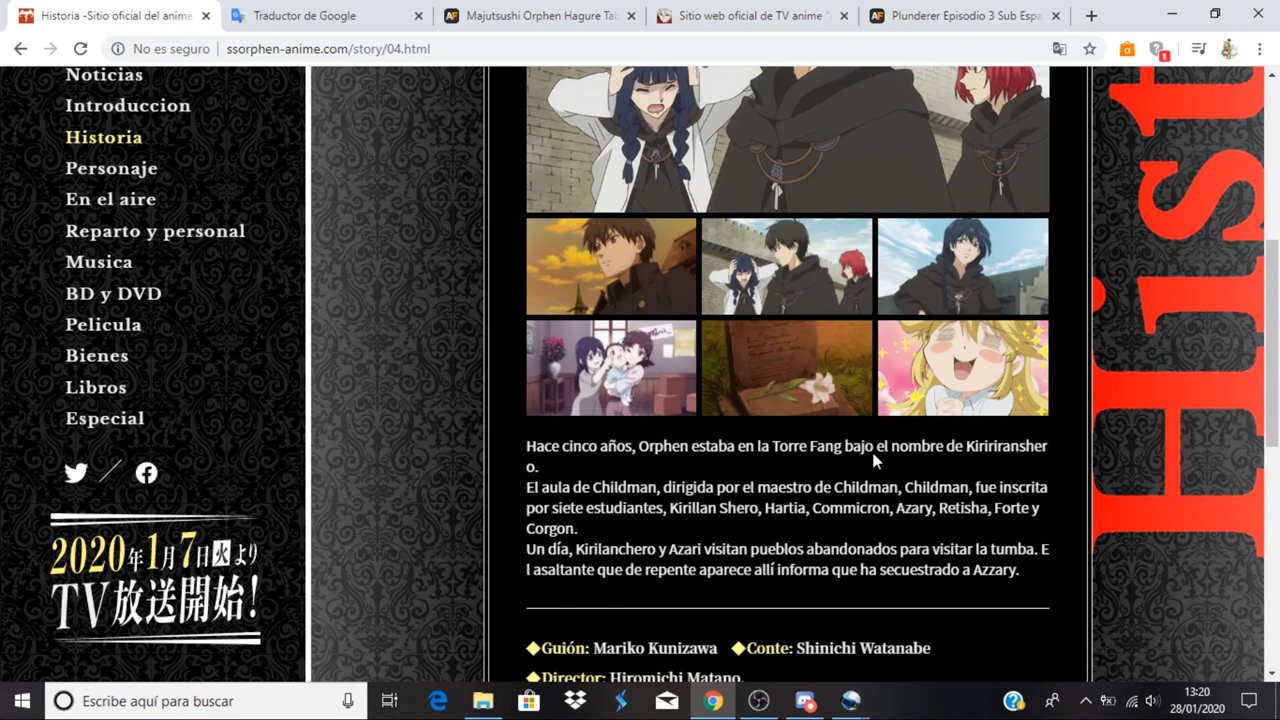 Historia -Sitio oficial del anime
Traductor de Google
Majutsushi Orphen Hagure Tab
Sitio web oficial de TV anime "
Plunderer Episodio 3 Sub Espa
No es seguro
ssorphen-anime.com/story/04.html
Noticias
Introduccion
Historia
Personaje
En el aire
Reparto y personal
Musica
BD y DVD
Pelicula
Bienes
Libros
Especial
2020年1月7日火より
TV放送開始!
Hace cinco años, Orphen estaba en la Torre Fang bajo el nombre de Kiririransher
o.
El aula de Childman, dirigida por el maestro de Childman, Childman, fue inscrita
por siete estudiantes, Kirillan Shero, Hartia, Commicron, Azary, Retisha, Forte y
Corgon.
Un día, Kirilanchero y Azari visitan pueblos abandonados para visitar la tumba. E
l asaltante que de repente aparece allí informa que ha secuestrado a Azzary.
◆Guión: Mariko Kunizawa ◆Conte: Shinichi Watanabe
◆Director: Hiromichi Matano,
Hist
1
Escribe aquí para buscar
13:20
28/01/2020